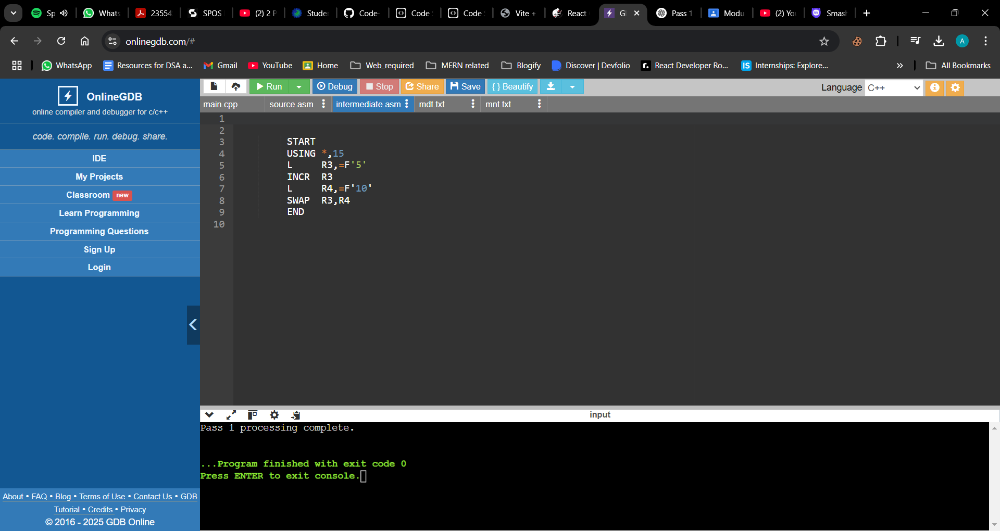 Sp
Whats
23554
SPOS
(2) 2 P
Studer
Code-
Code
Code
Vite +
React
G
Pass 1
Modu
(2) You
Smash
onlinegdb.com/#
A
WhatsApp
Resources for DSA a...
Gmail
YouTube
Home
Web_required
MERN related
Blogify
Discover | Devfolio
React Developer Ro...
Internships: Explore...
All Bookmarks
OnlineGDB
online compiler and debugger for c/c++
code. compile. run. debug. share.
IDE
My Projects
Classroom new
Learn Programming
Programming Questions
Sign Up
Login
About • FAQ • Blog • Terms of Use • Contact Us • GDB
Tutorial • Credits • Privacy
© 2016 - 2025 GDB Online
Run
Debug
Stop
Share
Save
{ } Beautify
Language C++
main.cpp
source.asm
intermediate.asm
mdt.txt
mnt.txt
1
2
3 START
4 USING *,15
5 L R3,=F'5'
6 INCR R3
7 L R4,=F'10'
8 SWAP R3,R4
9 END
10
input
Pass 1 processing complete.
...Program finished with exit code 0
Press ENTER to exit console.